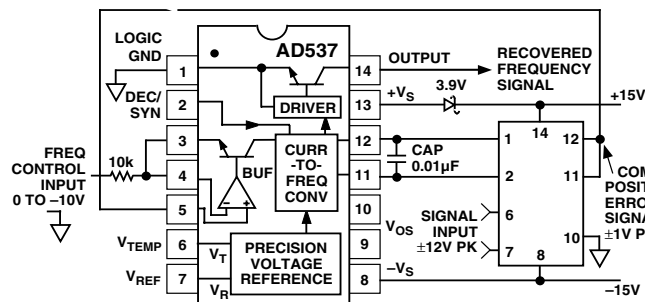 LOGIC
GND
AD537
OUTPUT
RECOVERED
FREQUENCY
SIGNAL
1
14
DEC/
SYN
DRIVER
+VS
3.9V
+15V
2
13
14
FREQ
CONTROL
INPUT
0 TO –10V
10k
3
BUF
CURR
-TO-
FREQ
CONV
12
CAP
0.01µF
1
12
4
11
2
11
– +
5
10
VOS
SIGNAL
INPUT
±12V PK
6
7
10
ERRO
SIGNA
±1V P
VTEMP
6
VT
PRECISION
VOLTAGE
REFERENCE
9
VREF
7
VR
8
–VS
8
–15V